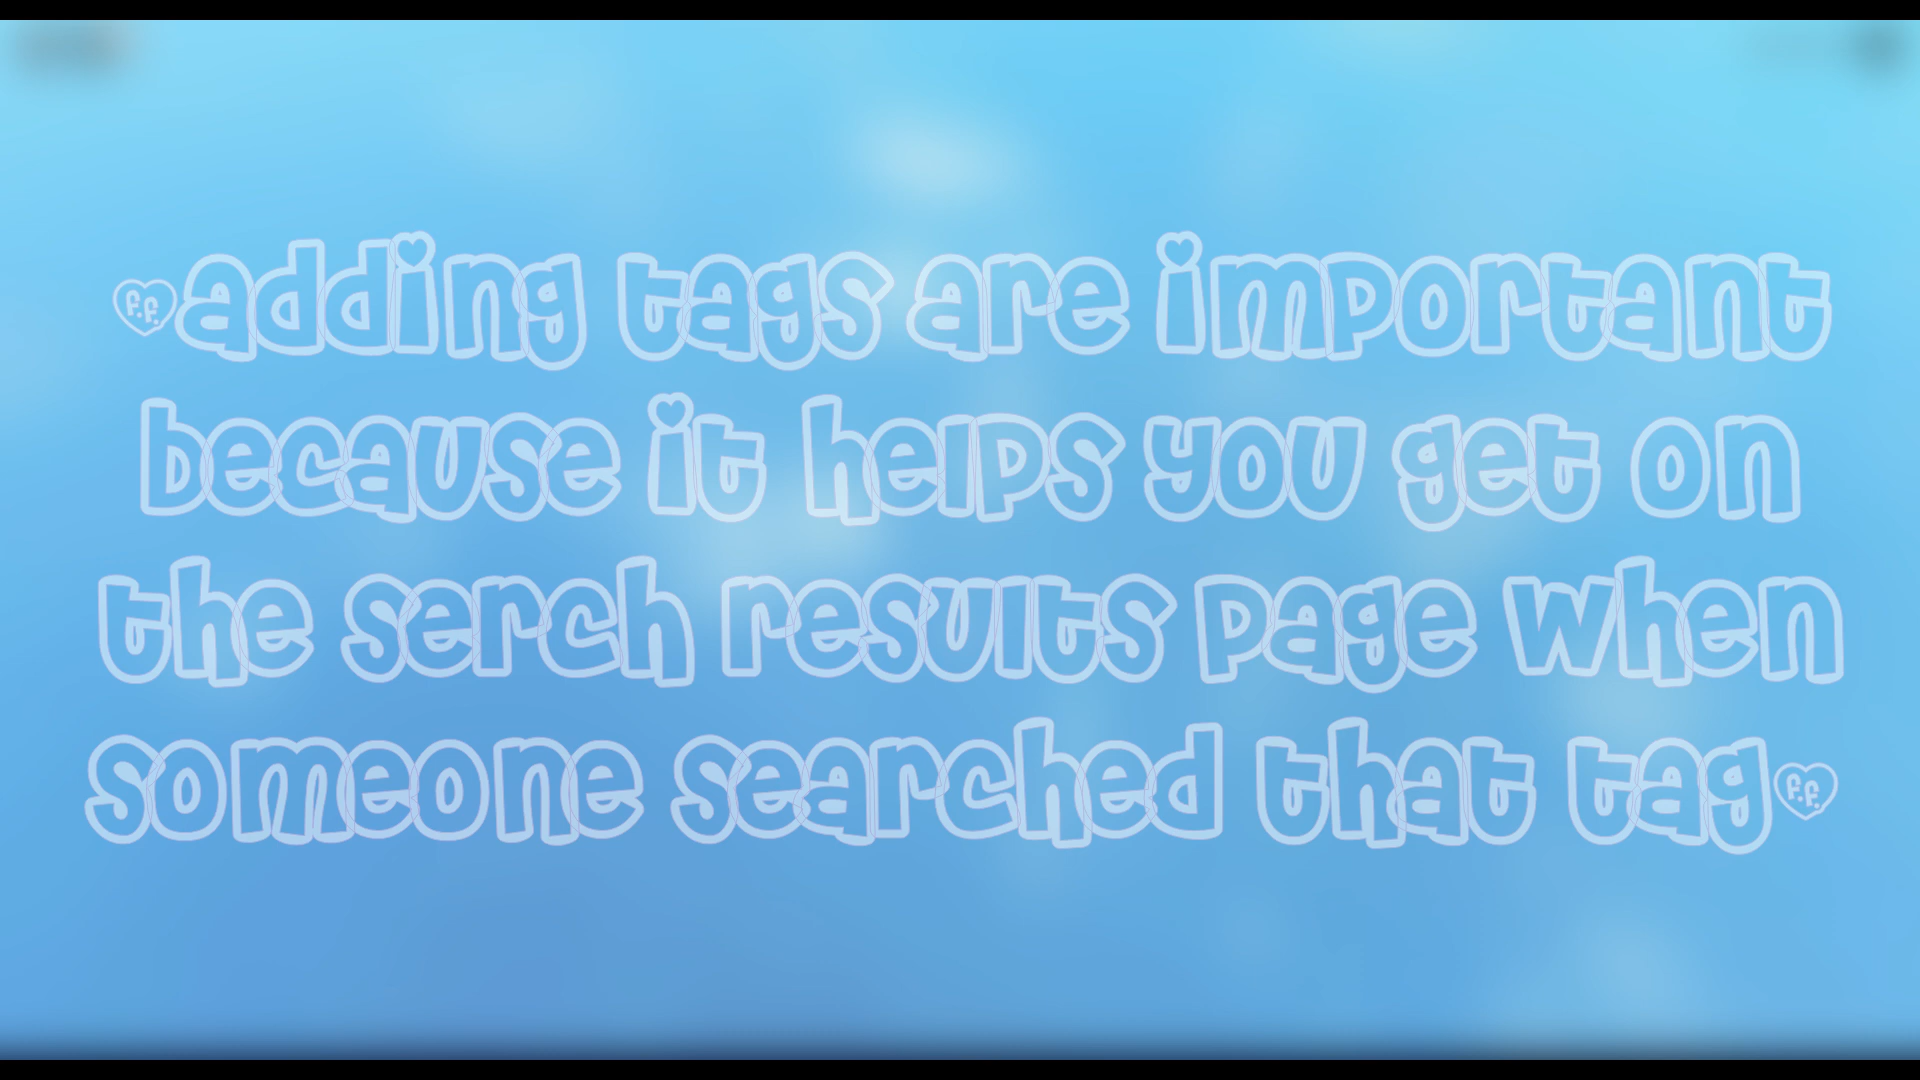 adding tags are important
because it helps you get on
the serch results page when
someone searched that tag